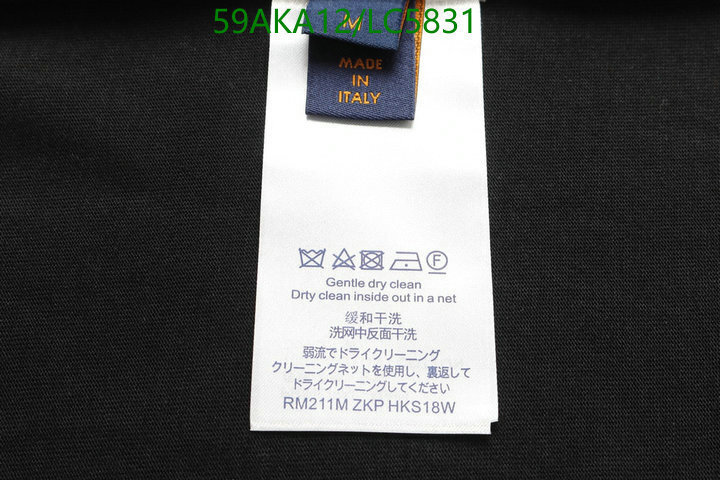 59AKA12/LC5831
M
MADE
IN
ITALY
F
Gentle dry clean
Drty clean inside out in a net
缓和干洗
洗网中反面干洗
弱流でドライクリーニング
クリーニングネットを使用し、裏返して
ドライクリーニングしてください
RM211M ZKP HKS18W